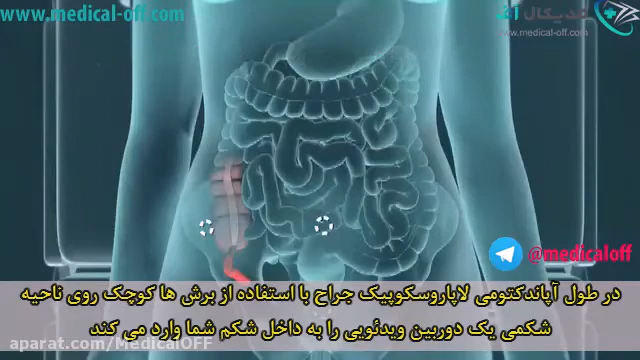 www.medical-off.com
مدیکال آف
www.medical-off.com
@medicaloff
در طول آپاندکتومی لاپاروسکوپیک جراح با استفاده از برش ها کوچک روی ناحیه
شکمی یک دوربین ویدئویی را به داخل شکم شما وارد می کند
aparat.com/MedicalOFF